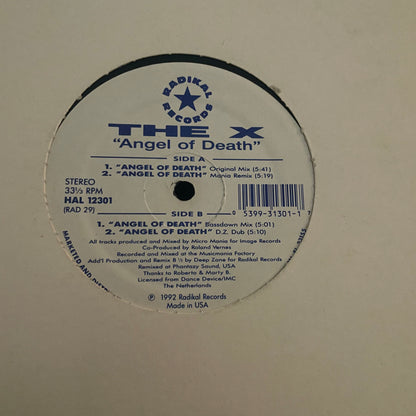 RADIKAL RECORDS
THE X
"Angel of Death"
SIDE A
1. "ANGEL OF DEATH" Original Mix (5:41)
2. "ANGEL OF DEATH" Mania Remix (5:19)
STEREO
33⅓ RPM
HAL 12301
(RAD 29)
SIDE B
5399-31301-1
1. "ANGEL OF DEATH" Bassdown Mix (5:01)
2. "ANGEL OF DEATH" D.Z. Dub (5:10)
All tracks produced and Mixed by Micro Mania for Image Records
Co-Produced by Roland Vernes
Recorded and Mixed at the Musicmania Factory
Add'l Production and Remix B ½ by Deep Zone for Radikal Records
Remixed at Phantazy Sound, USA
Thanks to Roberto & Marty B.
Licensed from Dance Device/IMC
The Netherlands
℗ 1992 Radikal Records
Made in USA
MARKETED AND